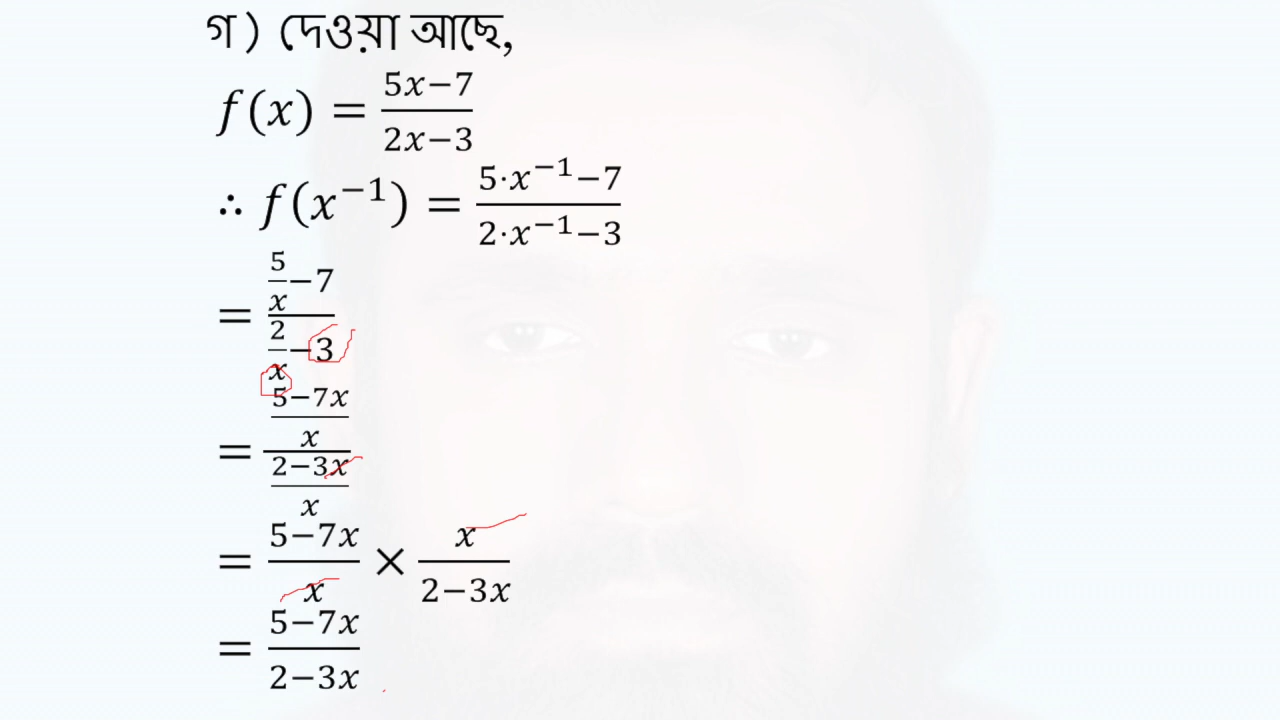 গ) দেওয়া আছে,
f(x) = (5x−7)/(2x−3)
∴ f(x⁻¹) = (5·x⁻¹−7)/(2·x⁻¹−3)
= (5/x−7)/(2/x−3)
= ((5−7x)/x)/((2−3x)/x)
= (5−7x)/x × x/(2−3x)
= (5−7x)/(2−3x)